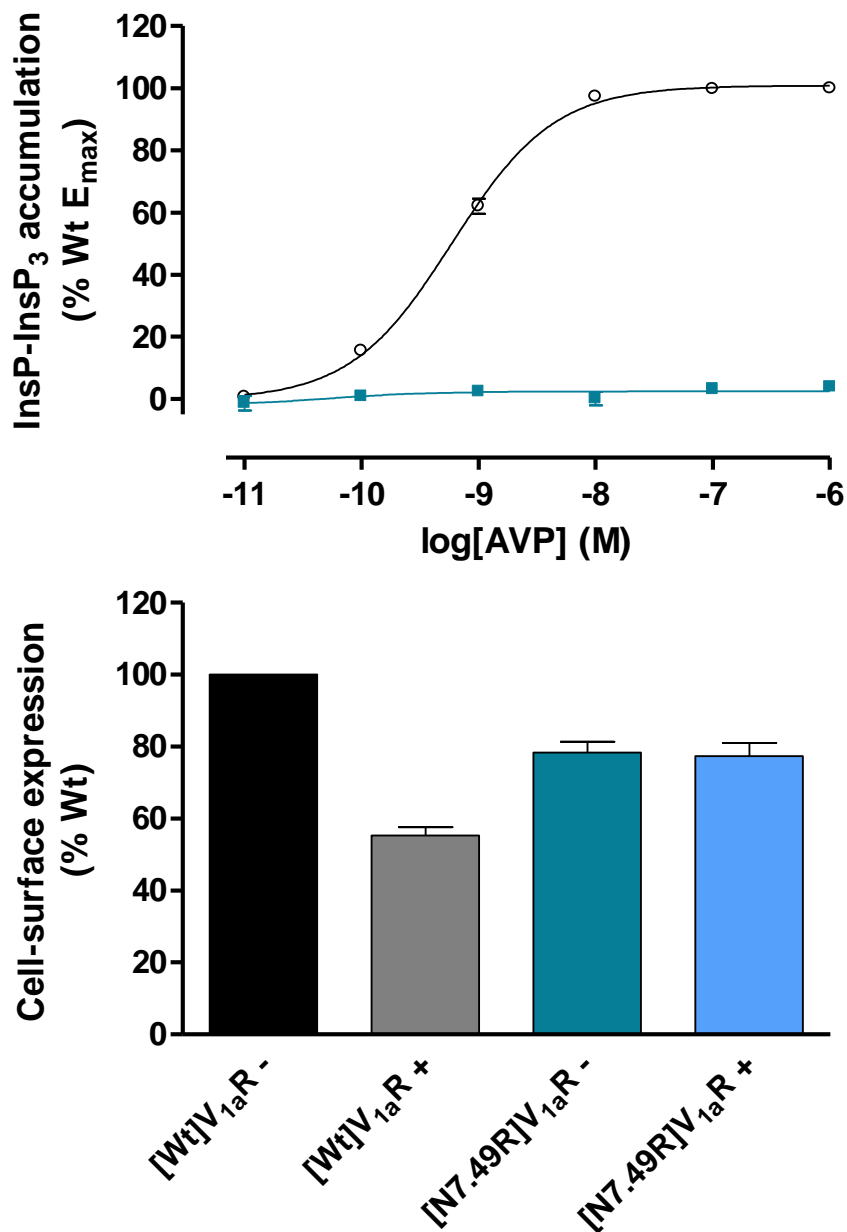 InsP-InsP3 accumulation
(% Wt Emax)
120
100
80
60
40
20
0
-11 -10 -9 -8 -7 -6
log[AVP] (M)
Cell-surface expression
(% Wt)
120
100
80
60
40
20
0
[Wt]V1aR -
[Wt]V1aR +
[N7.49R]V1aR -
[N7.49R]V1aR +